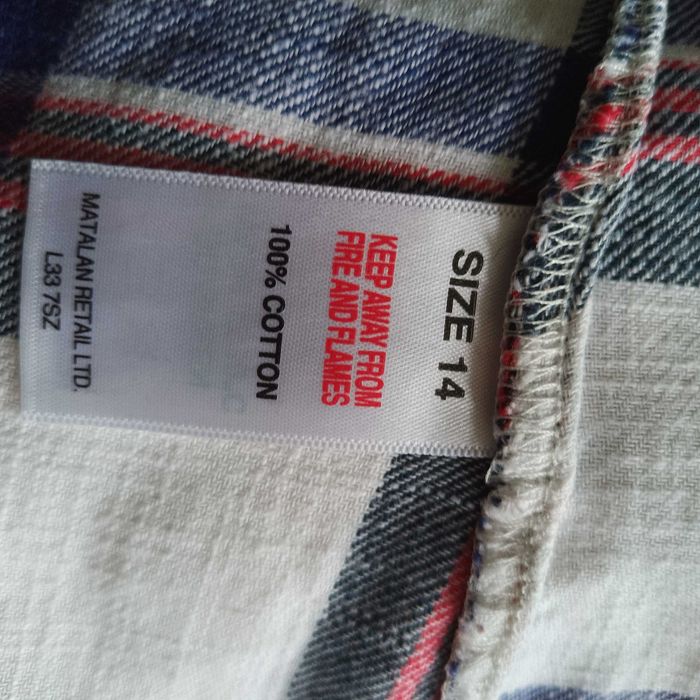 SIZE 14
KEEP AWAY FROM
FIRE AND FLAMES
100% COTTON
MATALAN RETAIL LTD.
L33 7SZ